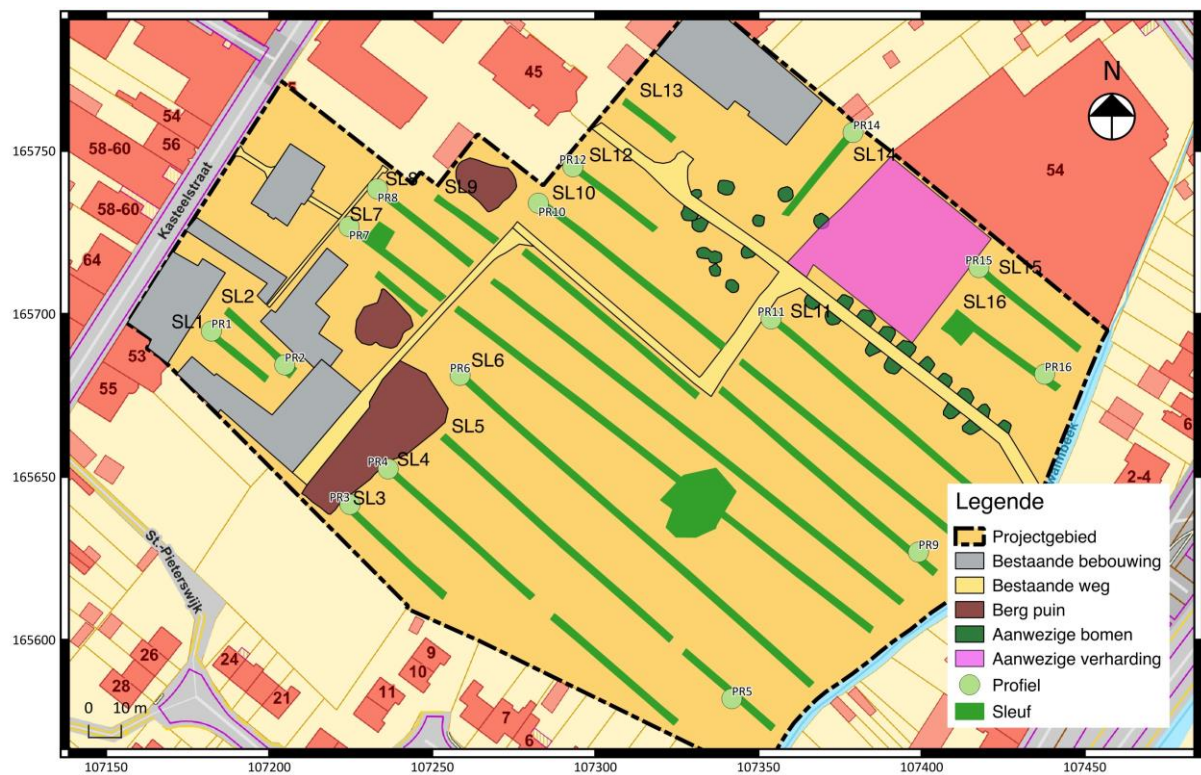 45
N
54
56
58-60
58-60
64
Kasteelstraat
53
55
54
SL13
PR14
SL14
SL12
PR12
SL8
PR8
SL9
SL10
PR10
SL7
PR7
SL2
SL1
PR1
PR2
PR15
SL15
SL16
PR11
SL11
PR16
SL6
PR6
SL5
PR4
SL4
PR3
SL3
PR9
PR5
2-4
6
St.-Pieterswijk
26
28
24
21
9
10
11
7
6
0 10 m
165750
165700
165650
165600
107150
107200
107250
107300
107350
107400
107450
Legende
Projectgebied
Bestaande bebouwing
Bestaande weg
Berg puin
Aanwezige bomen
Aanwezige verharding
Profiel
Sleuf